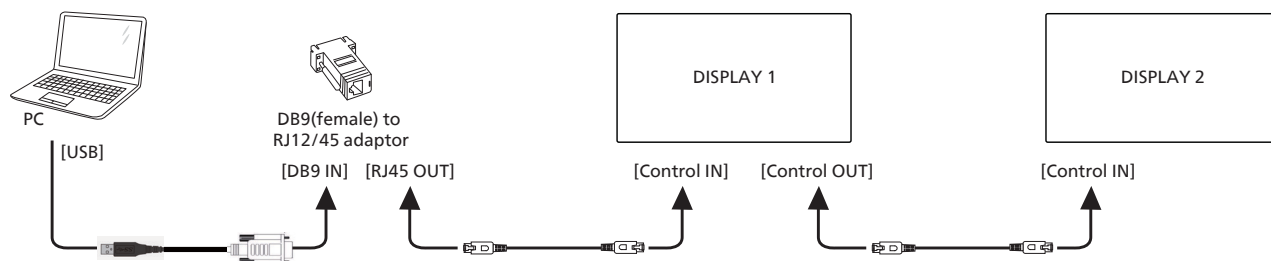 DISPLAY 1
DISPLAY 2
PC
DB9(female) to
RJ12/45 adaptor
[USB]
[DB9 IN]
[RJ45 OUT]
[Control IN]
[Control OUT]
[Control IN]